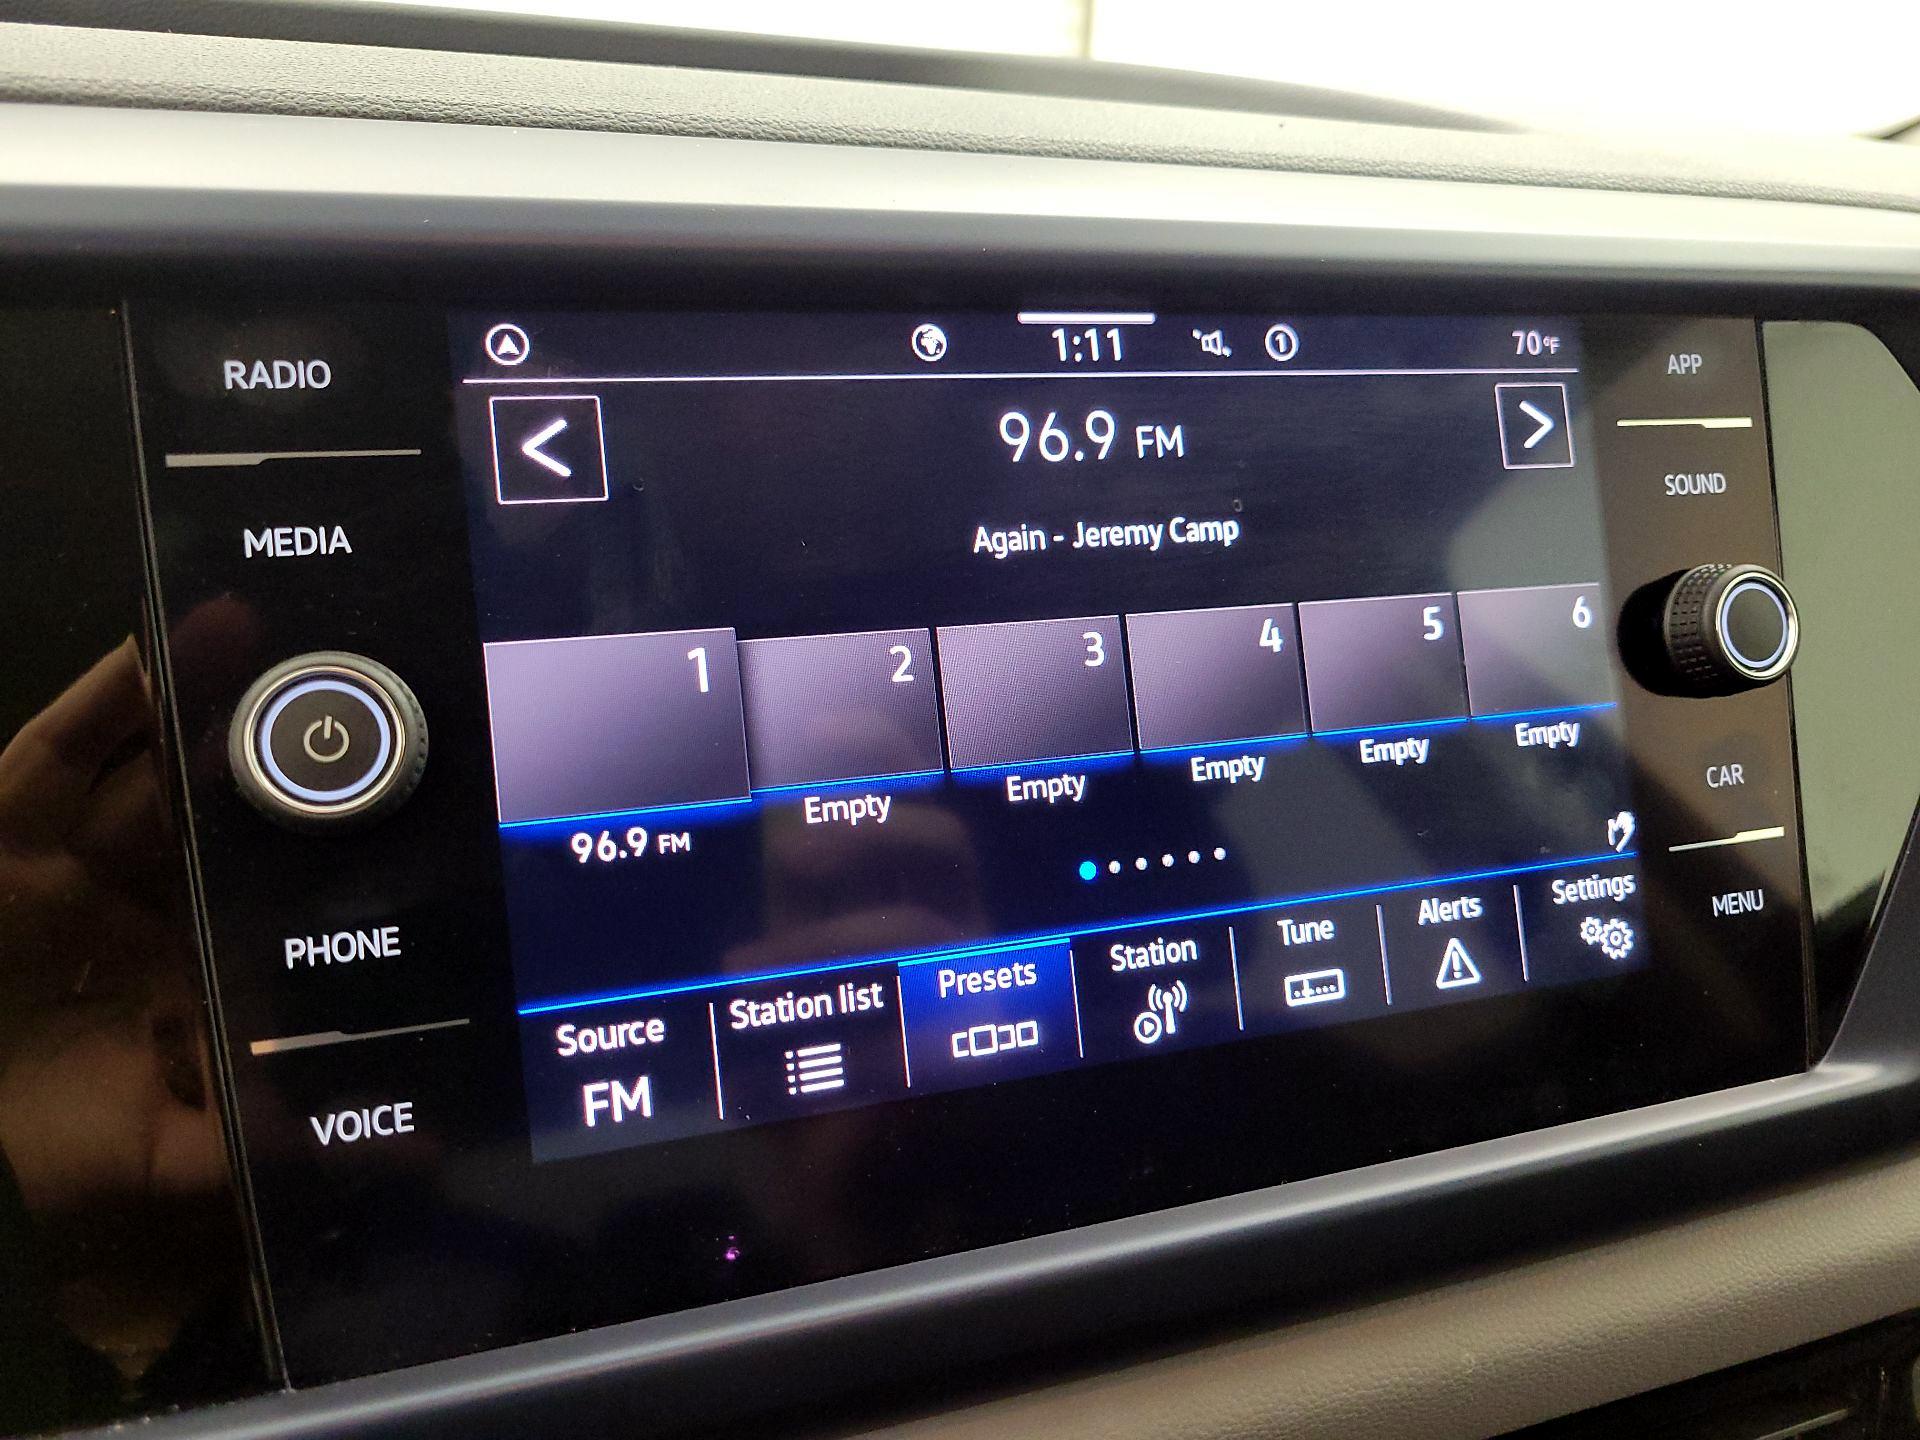 RADIO
MEDIA
PHONE
VOICE
1:11
1
70°F
96.9 FM
Again - Jeremy Camp
1
2
3
4
5
6
96.9 FM
Empty
Empty
Empty
Empty
Empty
Source
FM
Station list
Presets
Station
Tune
Alerts
Settings
APP
SOUND
CAR
MENU